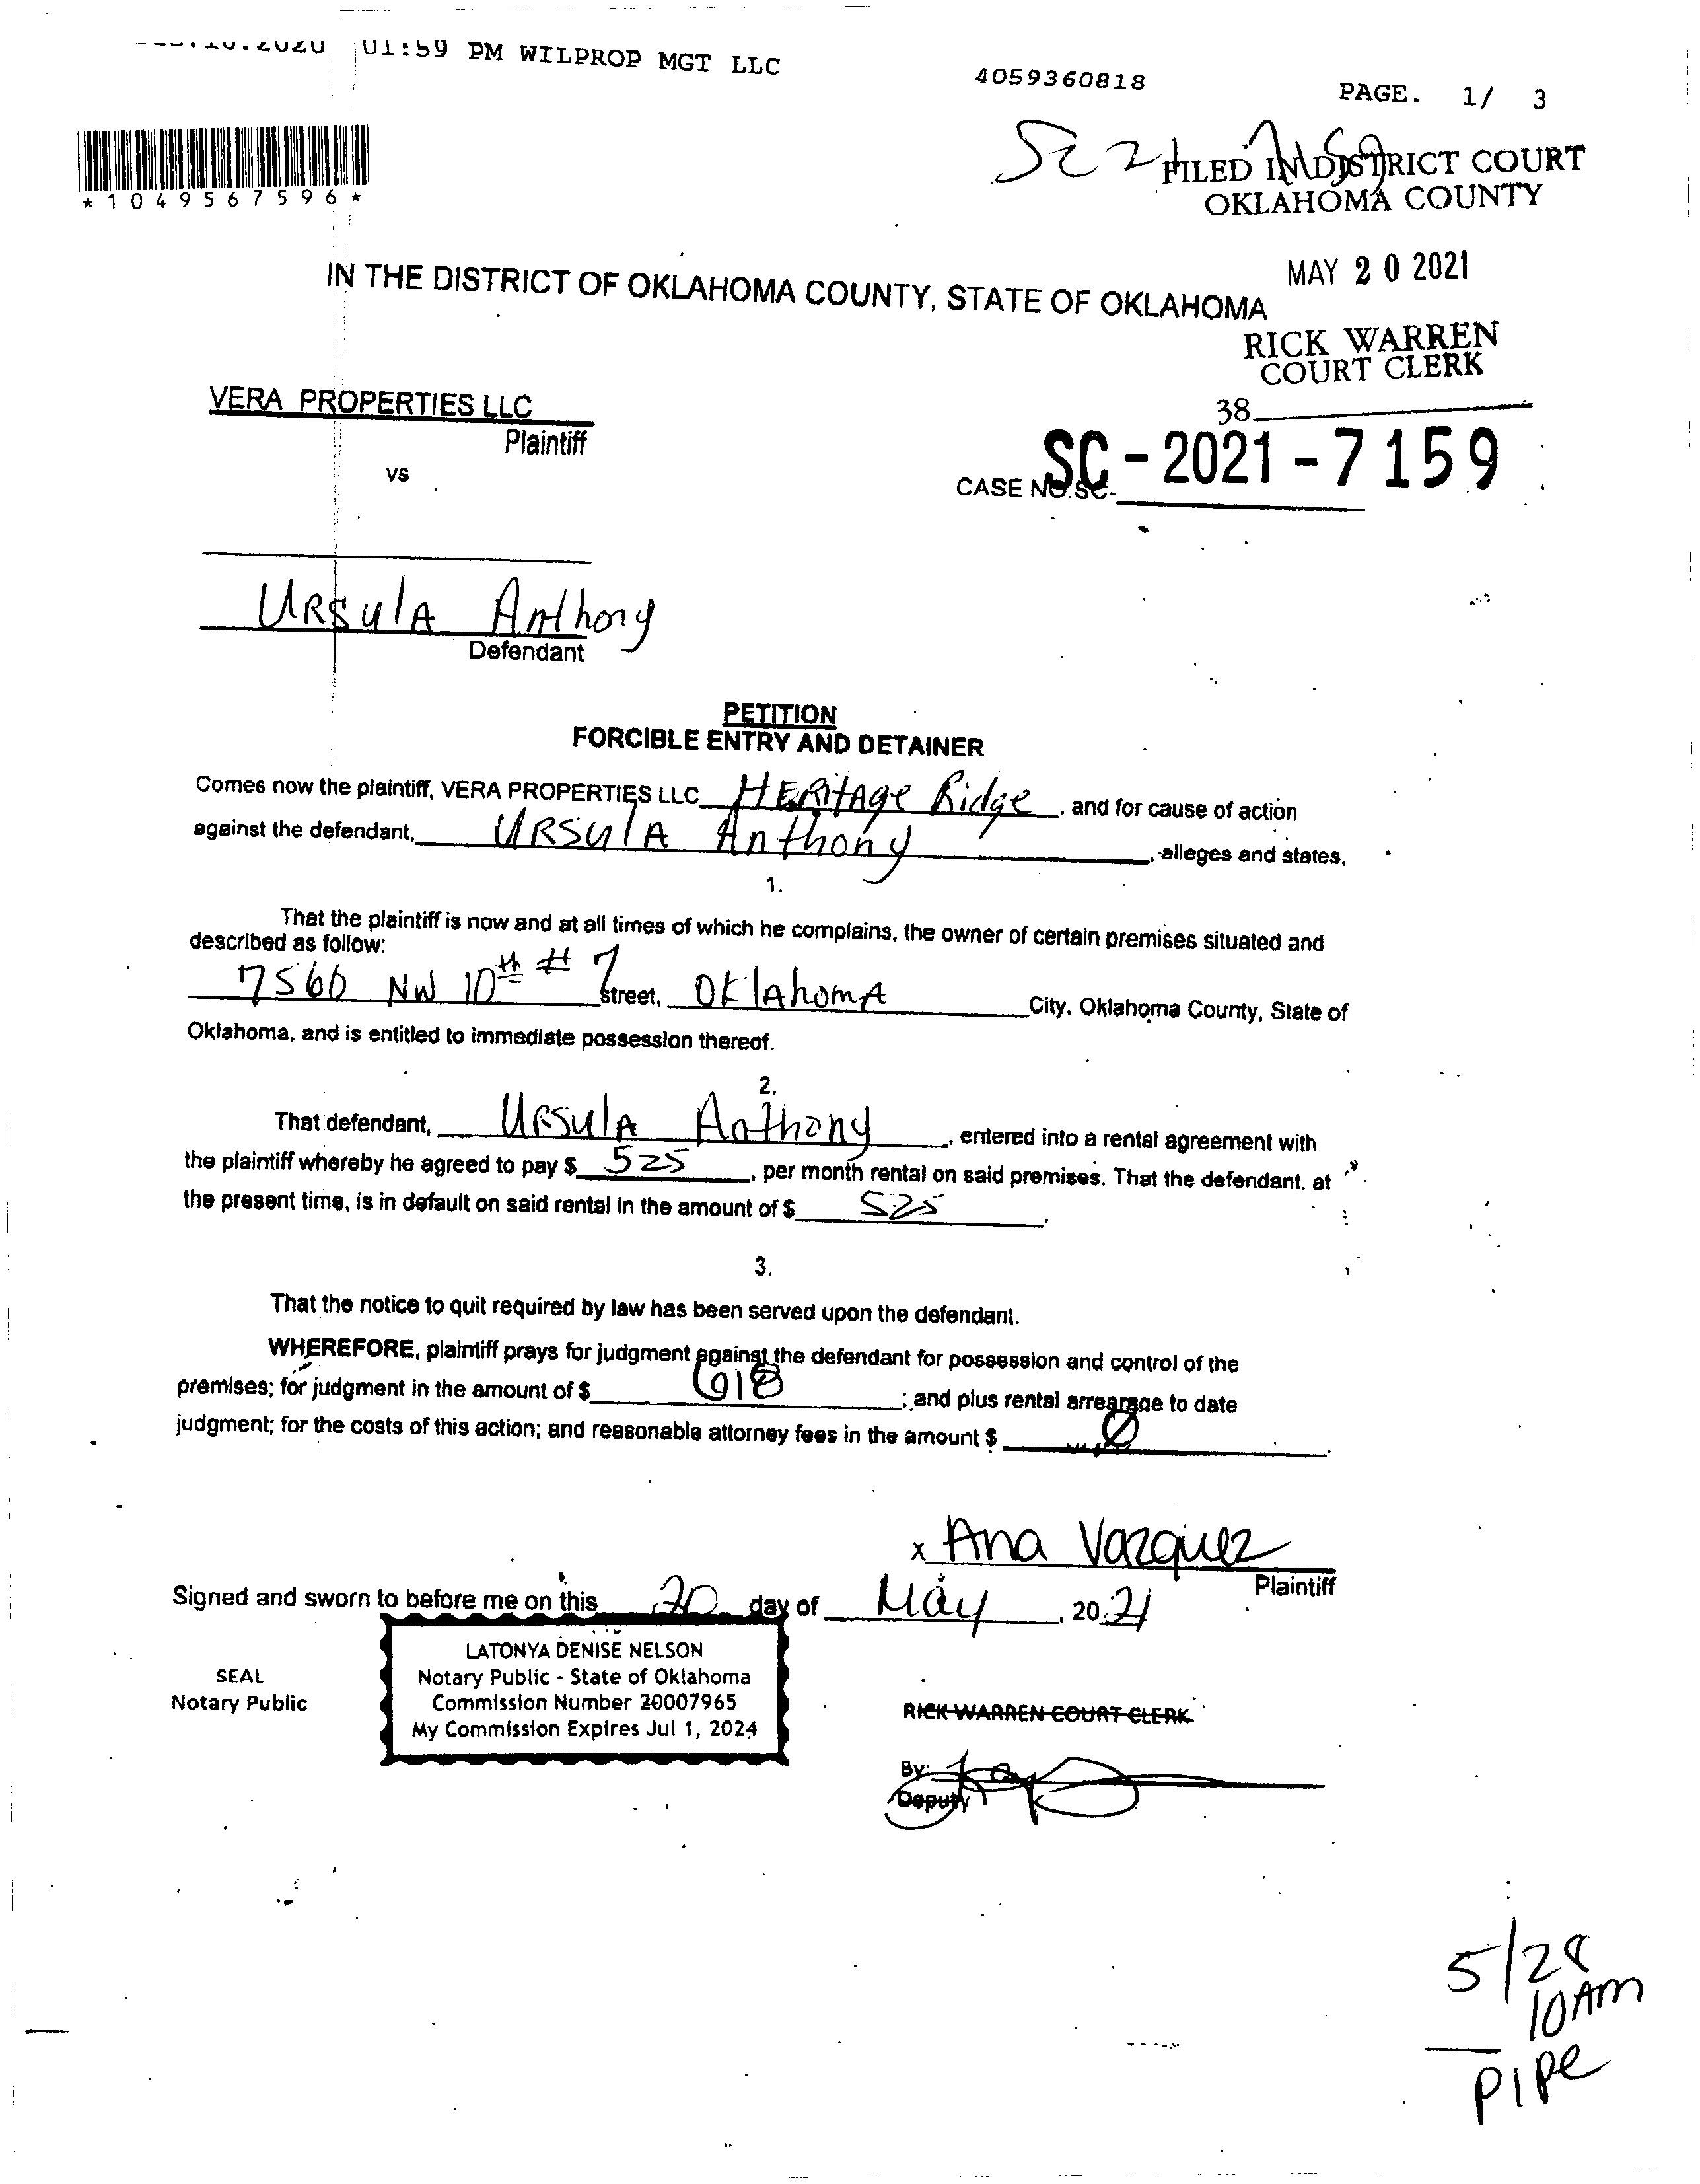 .2020 01:59 PM WILPROP MGT LLC 4059360818 PAGE. 1/ 3
*1049567596*
SC 21 7159
FILED IN DISTRICT COURT
OKLAHOMA COUNTY
MAY 20 2021
IN THE DISTRICT OF OKLAHOMA COUNTY, STATE OF OKLAHOMA
RICK WARREN
COURT CLERK
38
VERA PROPERTIES LLC
Plaintiff
vs
CASE NO.SC- SC-2021-7159
Ursula Anthony
Defendant
PETITION
FORCIBLE ENTRY AND DETAINER
Comes now the plaintiff, VERA PROPERTIES LLC HERitAge Ridge, and for cause of action
against the defendant, URSulA Anthony, alleges and states,
1.
That the plaintiff is now and at all times of which he complains, the owner of certain premises situated and
described as follow:
7560 NW 10th # 7 street, OklAhomA City, Oklahoma County, State of
Oklahoma, and is entitled to immediate possession thereof.
2.
That defendant, URSulA Anthony, entered into a rental agreement with
the plaintiff whereby he agreed to pay $ 525, per month rental on said premises. That the defendant, at
the present time, is in default on said rental in the amount of $ 525.
3.
That the notice to quit required by law has been served upon the defendant.
WHEREFORE, plaintiff prays for judgment against the defendant for possession and control of the
premises; for judgment in the amount of $ 618; and plus rental arrearage to date
judgment; for the costs of this action; and reasonable attorney fees in the amount $ 0.
x Ana Vazquez
Plaintiff
Signed and sworn to before me on this 20 day of May, 2021
LATONYA DENISE NELSON
Notary Public - State of Oklahoma
Commission Number 20007965
My Commission Expires Jul 1, 2024
SEAL
Notary Public
RICK WARREN COURT CLERK
By:
Deputy
5/28
10AM
PIPE